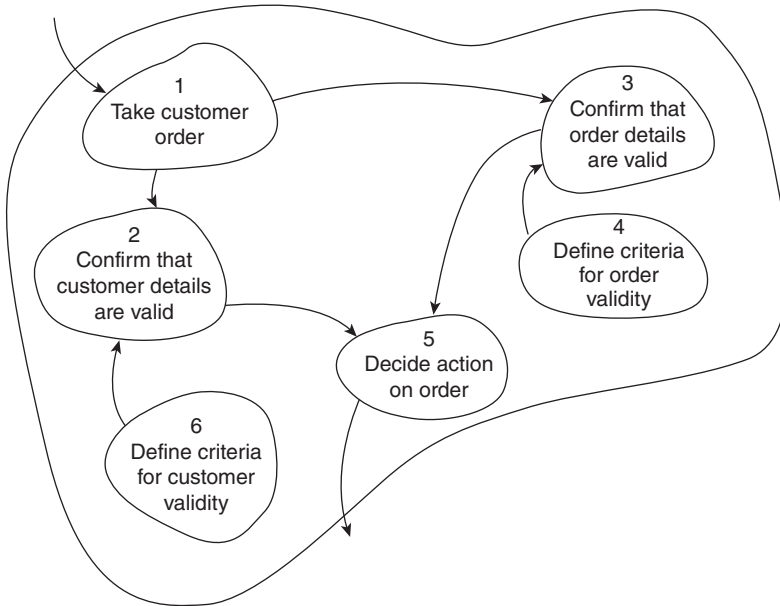 1
Take customer
order
2
Confirm that
customer details
are valid
3
Confirm that
order details
are valid
4
Define criteria
for order
validity
5
Decide action
on order
6
Define criteria
for customer
validity